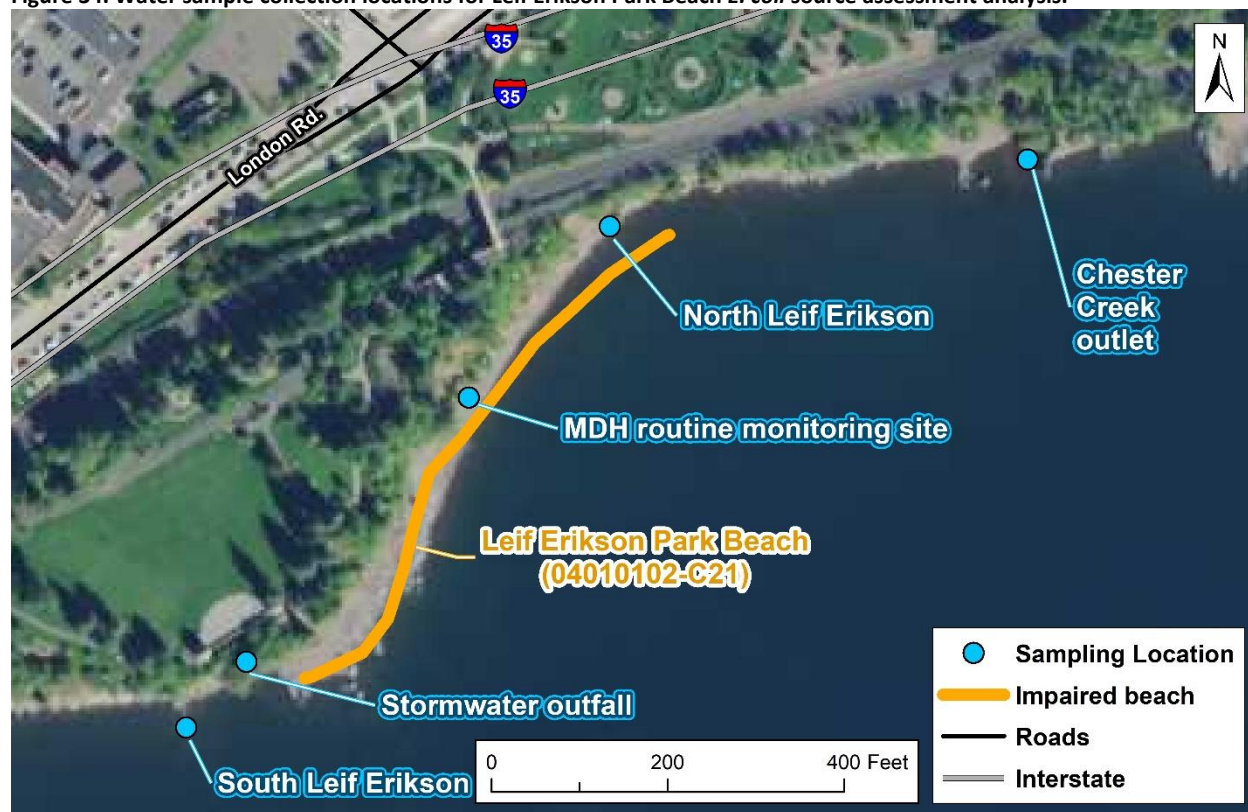 Figure 34. Water sample collection locations for Leif Erikson Park Beach E. coli source assessment analysis.
35
35
N
London Rd.
North Leif Erikson
Chester
Creek
outlet
MDH routine monitoring site
Leif Erikson Park Beach
(04010102-C21)
Stormwater outfall
South Leif Erikson
0 200 400 Feet
Sampling Location
Impaired beach
Roads
Interstate